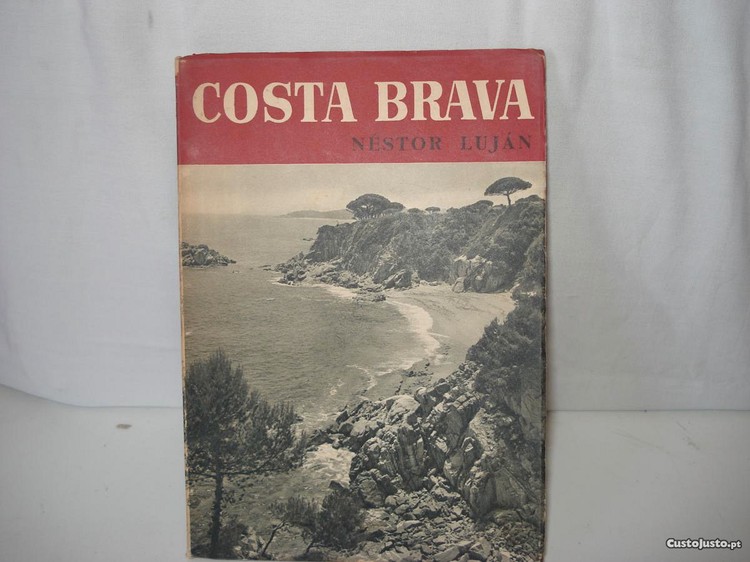 COSTA BRAVA
NÉSTOR LUJÁN
CustoJusto.pt